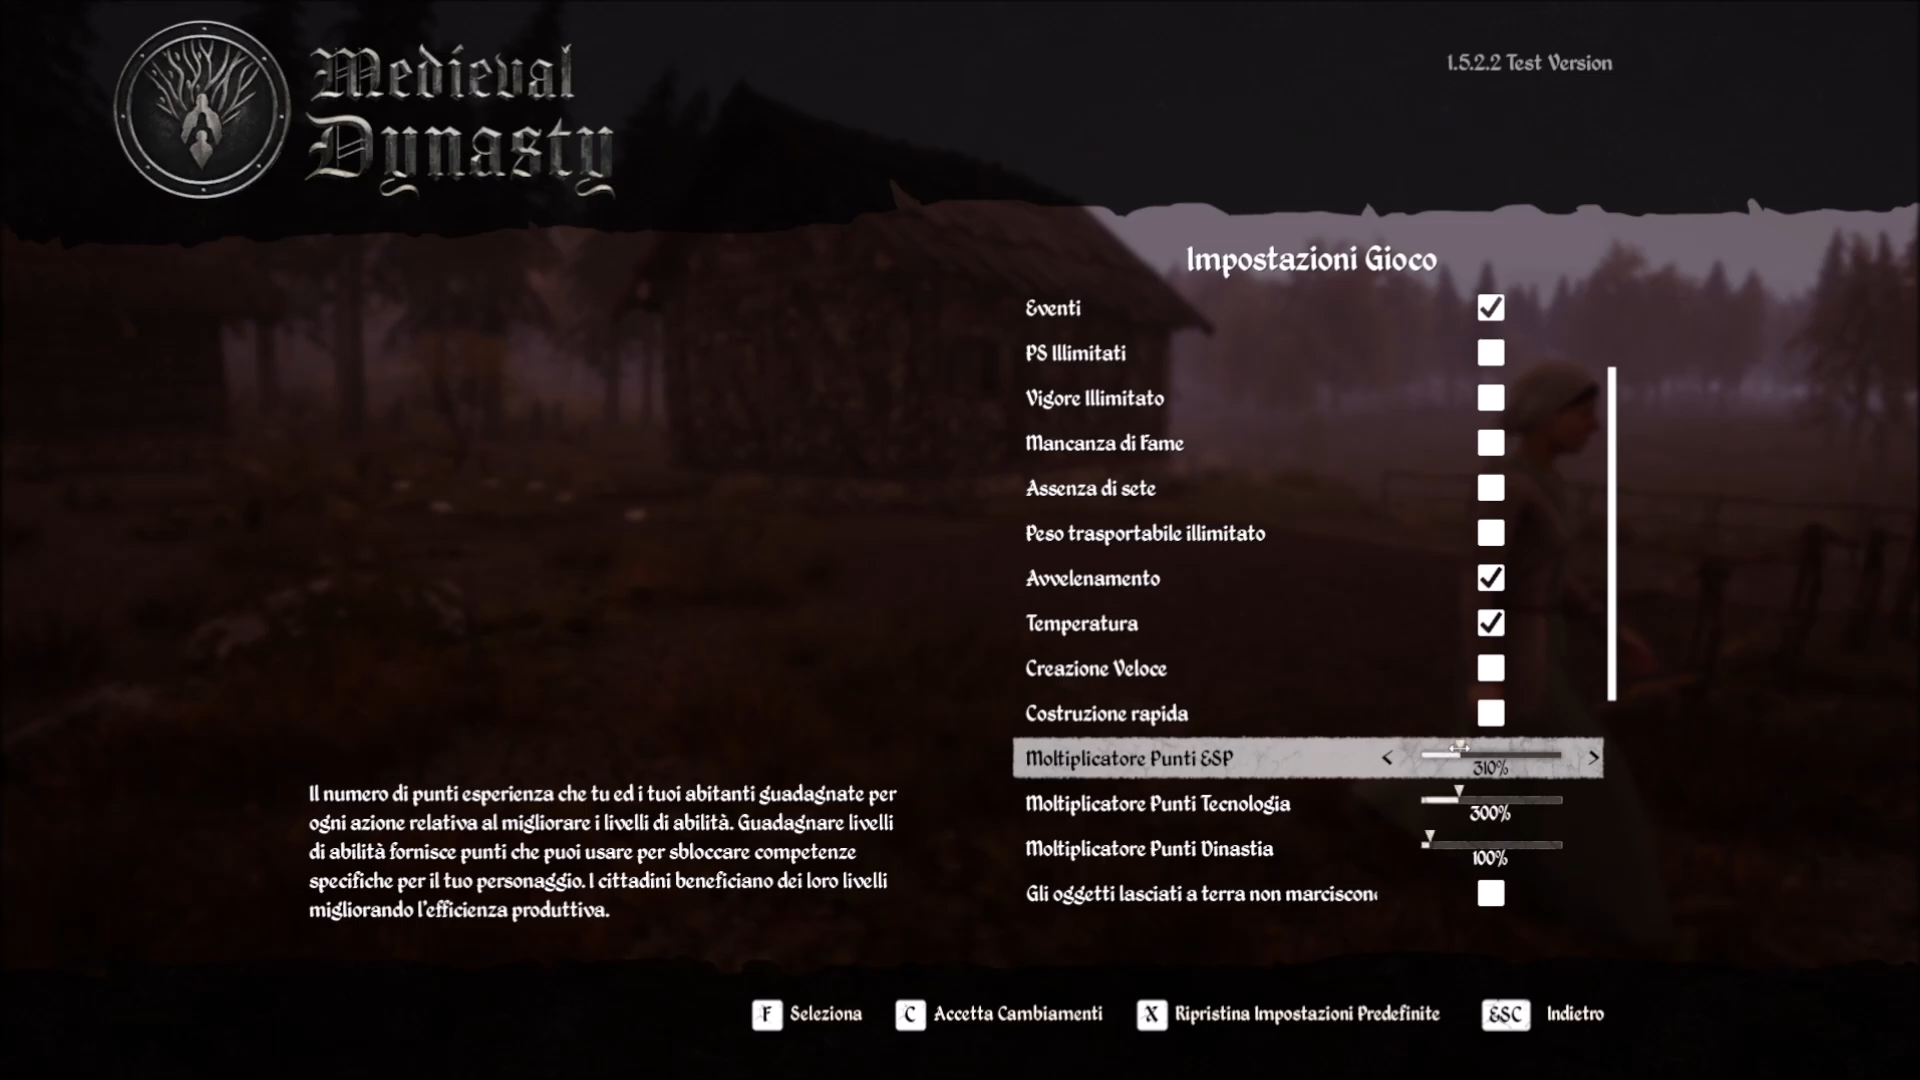 Medieval
Dynasty
1.5.2.2 Test Version
Impostazioni Gioco
Eventi
PS Illimitati
Vigore Illimitato
Mancanza di Fame
Assenza di sete
Peso trasportabile illimitato
Avvelenamento
Temperatura
Creazione Veloce
Costruzione rapida
Moltiplicatore Punti ESP < 310% >
Moltiplicatore Punti Tecnologia 300%
Moltiplicatore Punti Dinastia 100%
Gli oggetti lasciati a terra non marciscon
Il numero di punti esperienza che tu ed i tuoi abitanti guadagnate per
ogni azione relativa al migliorare i livelli di abilità. Guadagnare livelli
di abilità fornisce punti che puoi usare per sbloccare competenze
specifiche per il tuo personaggio. I cittadini beneficiano dei loro livelli
migliorando l'efficienza produttiva.
F Seleziona C Accetta Cambiamenti X Ripristina Impostazioni Predefinite ESC Indietro